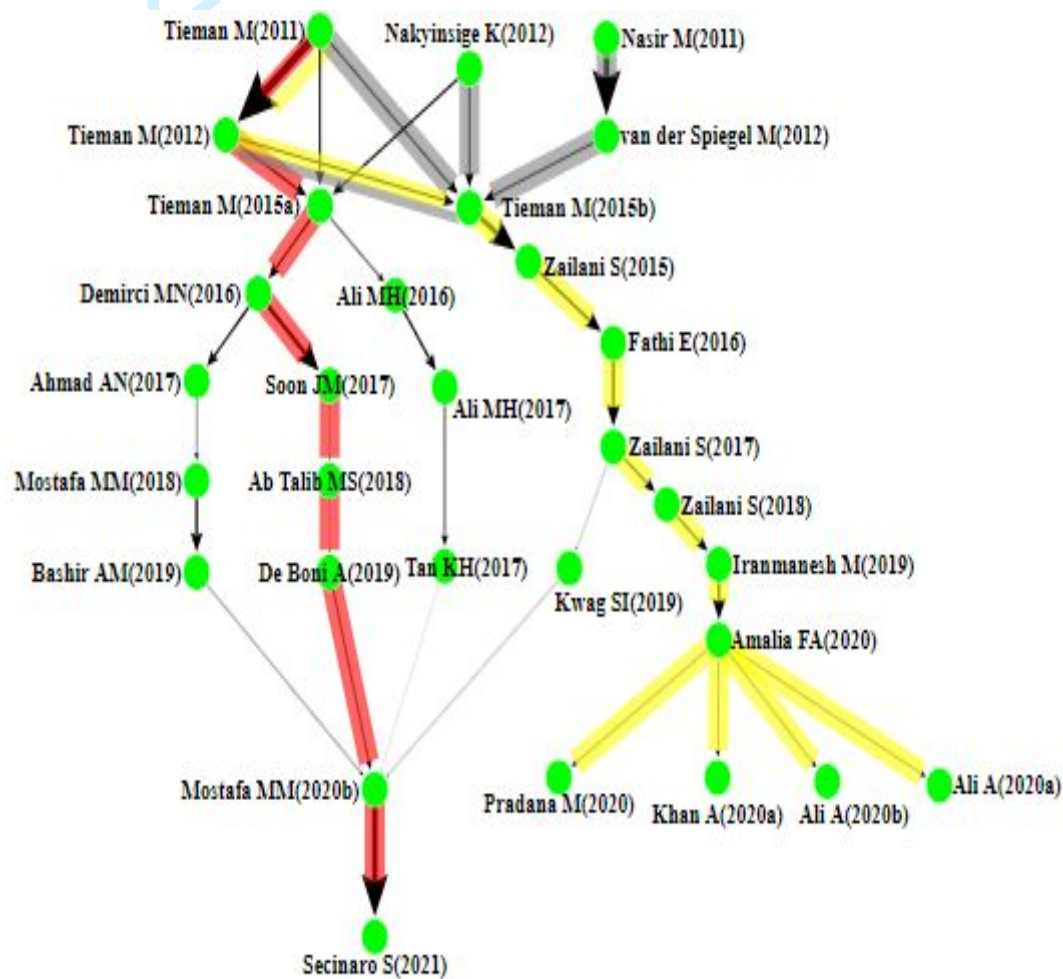 Tieman M(2011)
Nakyinsige K(2012)
Nasir M(2011)
Tieman M(2012)
van der Spiegel M(2012)
Tieman M(2015a)
Tieman M(2015b)
Zailani S(2015)
Demirci MN(2016)
Ali MH(2016)
Fathi E(2016)
Ahmad AN(2017)
Soon JM(2017)
Ali MH(2017)
Zailani S(2017)
Mostafa MM(2018)
Ab Talib MS(2018)
Zailani S(2018)
Bashir AM(2019)
De Boni A(2019)
Tan KH(2017)
Iranmanesh M(2019)
Kwag SI(2019)
Amalia FA(2020)
Mostafa MM(2020b)
Pradana M(2020)
Khan A(2020a)
Ali A(2020b)
Ali A(2020a)
Secinaro S(2021)